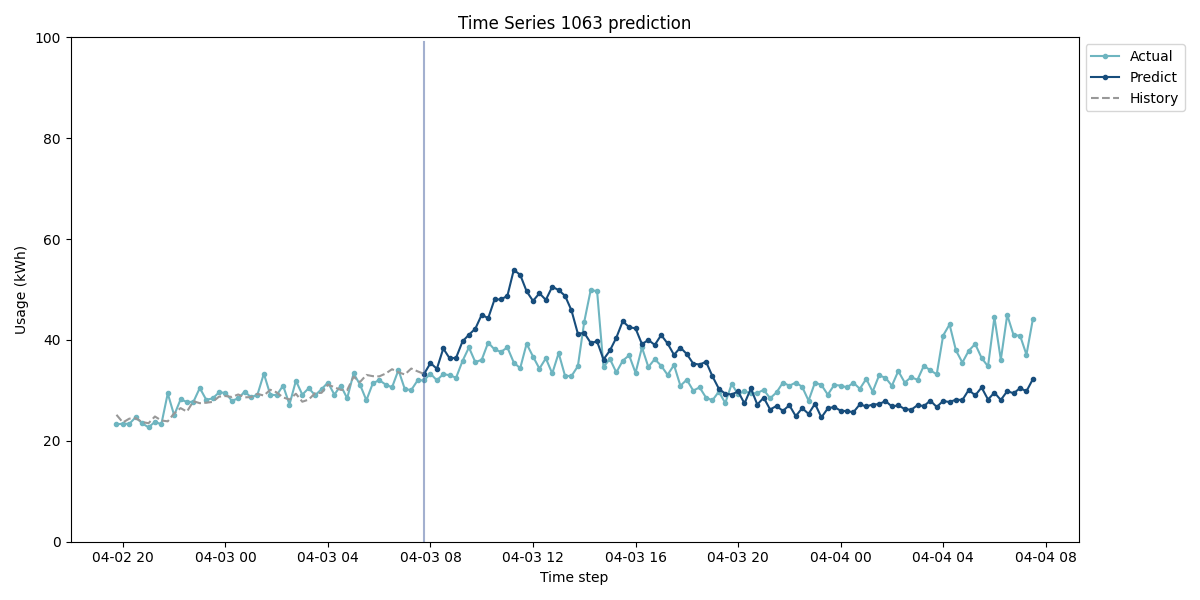 Time Series 1063 prediction
Usage (kWh)
100
80
60
40
20
0
04-02 20
04-03 00
04-03 04
04-03 08
04-03 12
04-03 16
04-03 20
04-04 00
04-04 04
04-04 08
Time step
Actual
Predict
History